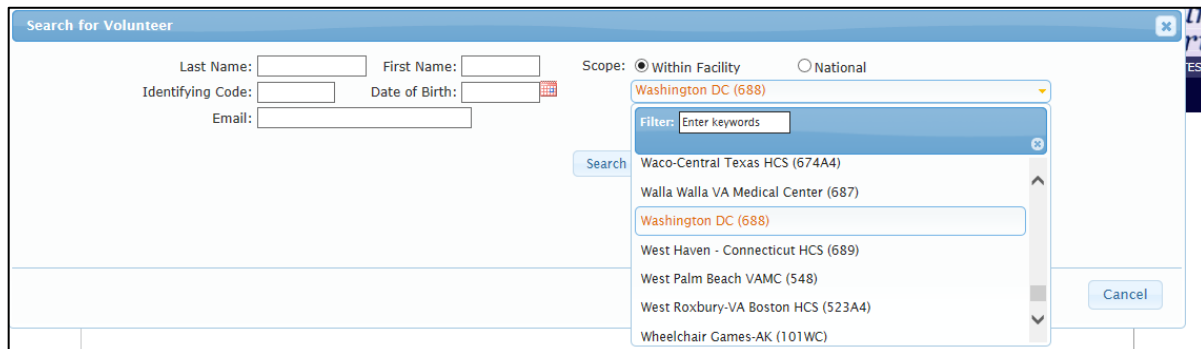 Search for Volunteer
Last Name:
First Name:
Scope:
Within Facility
National
Identifying Code:
Date of Birth:
Washington DC (688)
Email:
Filter: Enter keywords
Search
Waco-Central Texas HCS (674A4)
Walla Walla VA Medical Center (687)
Washington DC (688)
West Haven - Connecticut HCS (689)
West Palm Beach VAMC (548)
West Roxbury-VA Boston HCS (523A4)
Wheelchair Games-AK (101WC)
Cancel